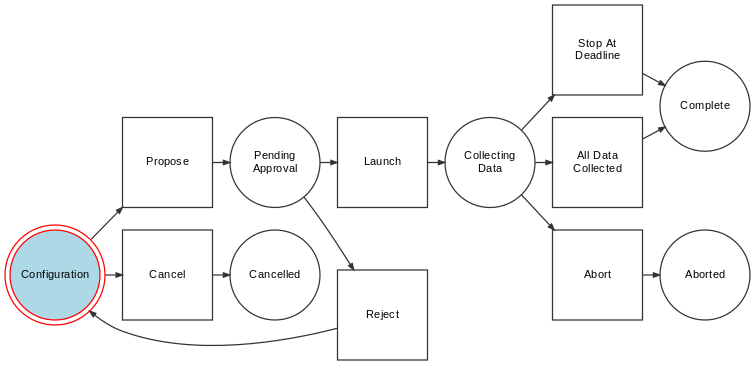 Stop At
Deadline
Complete
Propose
Pending
Approval
Launch
Collecting
Data
All Data
Collected
Configuration
Cancel
Cancelled
Reject
Abort
Aborted